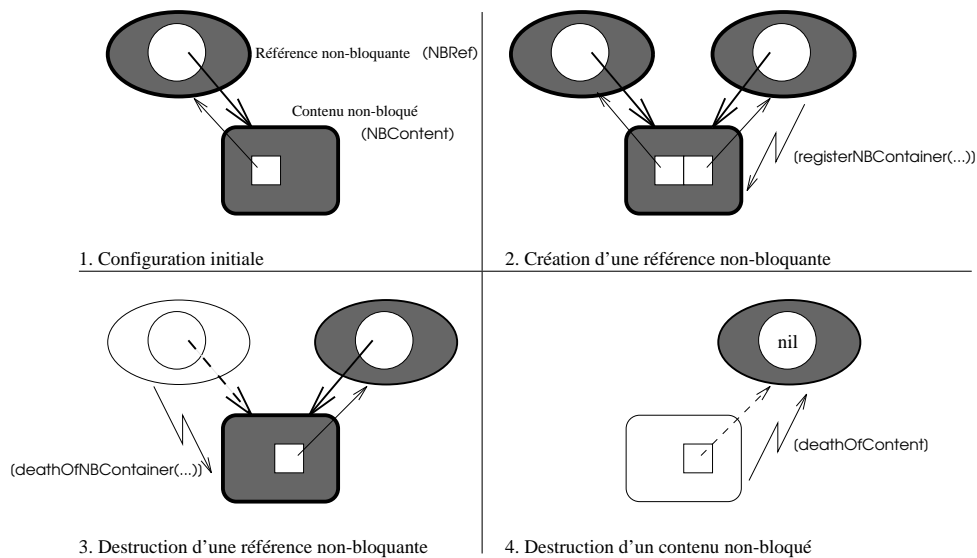 Référence non-bloquante (NBRef)
Contenu non-bloqué
(NBContent)
1. Configuration initiale
(registerNBContainer(...)]
2. Création d'une référence non-bloquante
(deathOfNBContainer(...)]
3. Destruction d'une référence non-bloquante
nil
(deathOfContent]
4. Destruction d'un contenu non-bloqué